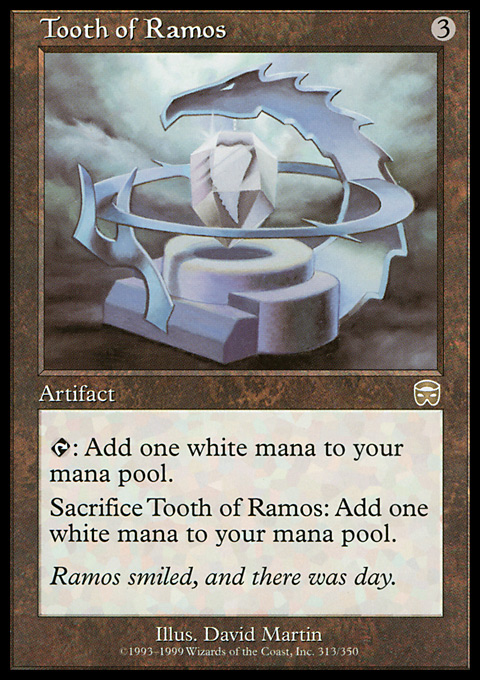 Tooth of Ramos 3
Artifact
: Add one white mana to your
mana pool.
Sacrifice Tooth of Ramos: Add one
white mana to your mana pool.
Ramos smiled, and there was day.
Illus. David Martin
©1993–1999 Wizards of the Coast, Inc. 313/350